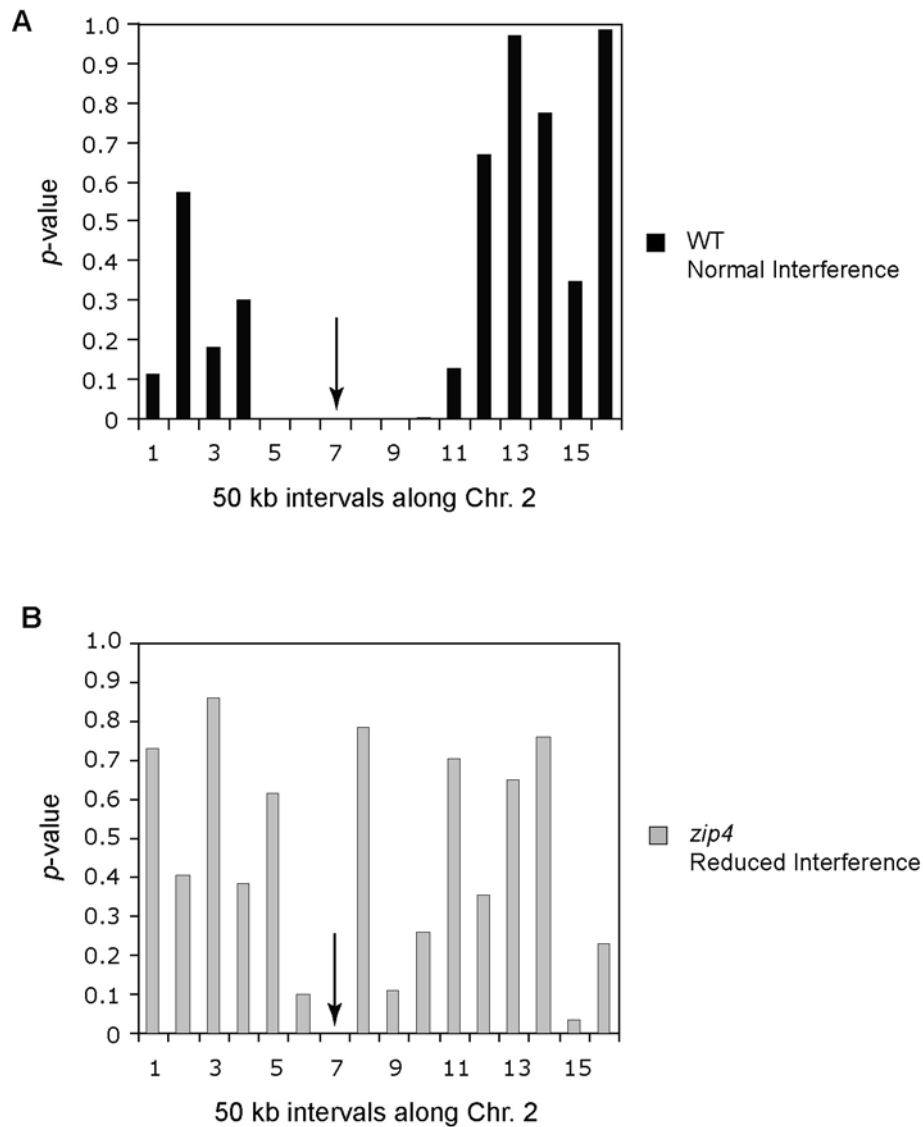 A
1.0
0.9
0.8
0.7
0.6
0.5
0.4
0.3
0.2
0.1
0
p-value
1 3 5 7 9 11 13 15
50 kb intervals along Chr. 2
WT
Normal Interference
B
1.0
0.9
0.8
0.7
0.6
0.5
0.4
0.3
0.2
0.1
0
p-value
1 3 5 7 9 11 13 15
50 kb intervals along Chr. 2
zip4
Reduced Interference